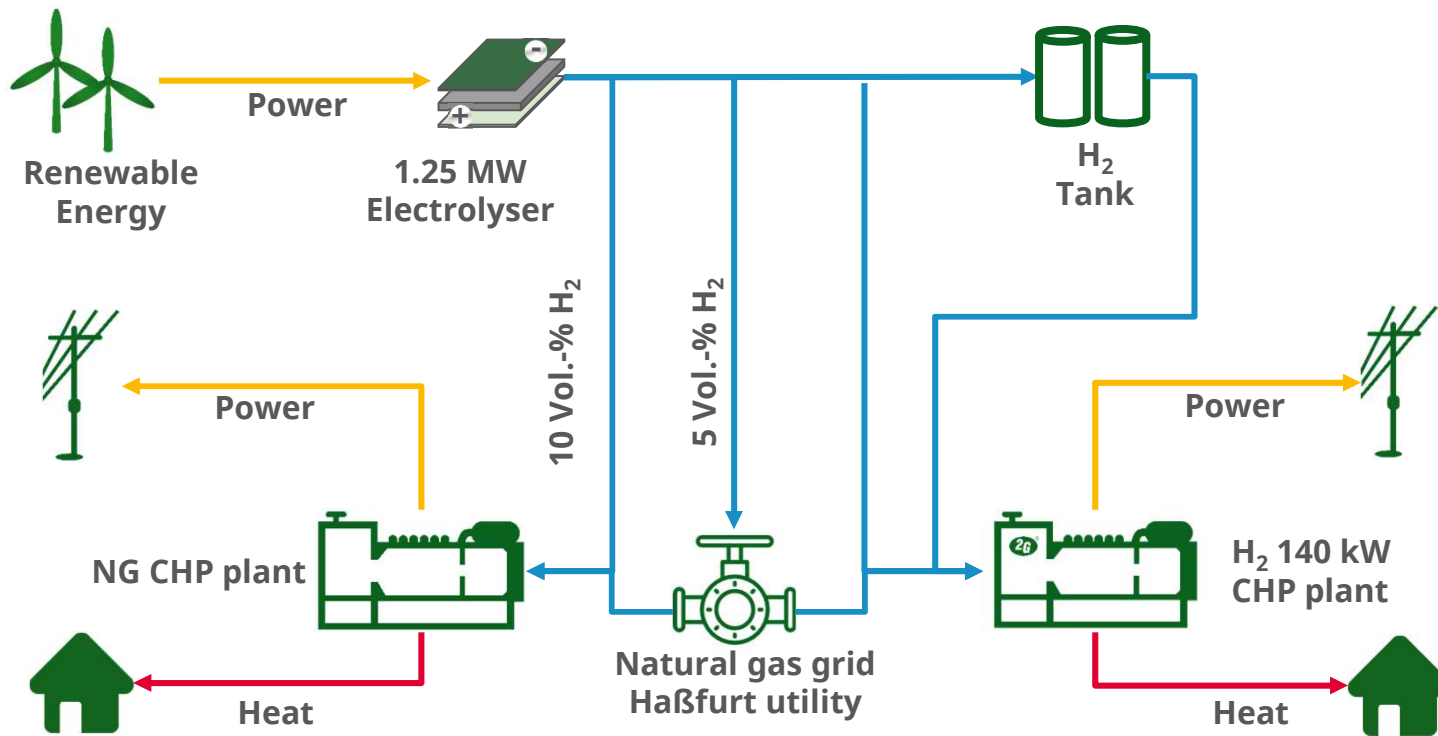 Power
-
+
Renewable
Energy
1.25 MW
Electrolyser
H₂
Tank
10 Vol.-% H₂
5 Vol.-% H₂
Power
Power
NG CHP plant
2G
H₂ 140 kW
CHP plant
Natural gas grid
Haßfurt utility
Heat
Heat